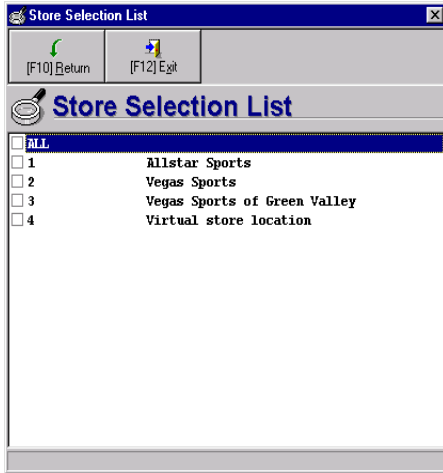 Store Selection List
[F10] Return [F12] Exit
Store Selection List
ALL
1 Allstar Sports
2 Vegas Sports
3 Vegas Sports of Green Valley
4 Virtual store location